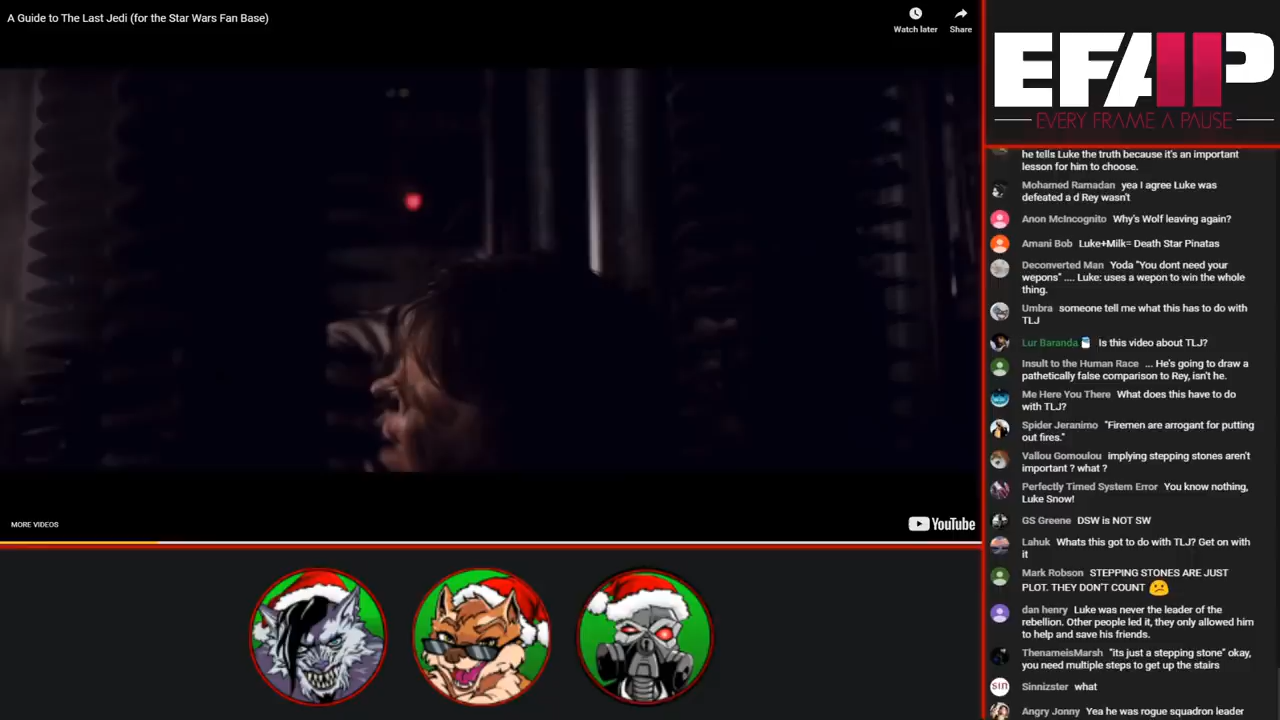 A Guide to The Last Jedi (for the Star Wars Fan Base)
Watch later
Share
MORE VIDEOS
YouTube
EFAP
EVERY FRAME A PAUSE
he tells Luke the truth because it's an important
lesson for him to choose.
Mohamed Ramadan yea I agree Luke was
defeated a d Rey wasn't
Anon McIncognito Why's Wolf leaving again?
Amani Bob Luke+Milk= Death Star Pinatas
Deconverted Man Yoda "You dont need your
wepons" .... Luke: uses a wepon to win the whole
thing.
Umbra someone tell me what this has to do with
TLJ
Lur Baranda Is this video about TLJ?
Insult to the Human Race ... He's going to draw a
pathetically false comparison to Rey, isn't he.
Me Here You There What does this have to do
with TLJ?
Spider Jeranimo "Firemen are arrogant for putting
out fires."
Vallou Gomoulou implying stepping stones aren't
important ? what ?
Perfectly Timed System Error You know nothing,
Luke Snow!
GS Greene DSW is NOT SW
Lahuk Whats this got to do with TLJ? Get on with
it
Mark Robson STEPPING STONES ARE JUST
PLOT. THEY DON'T COUNT
dan henry Luke was never the leader of the
rebellion. Other people led it, they only allowed him
to help and save his friends.
ThenameisMarsh "its just a stepping stone" okay,
you need multiple steps to get up the stairs
sin
Sinnizster what
Angry Jonny Yea he was rogue squadron leader